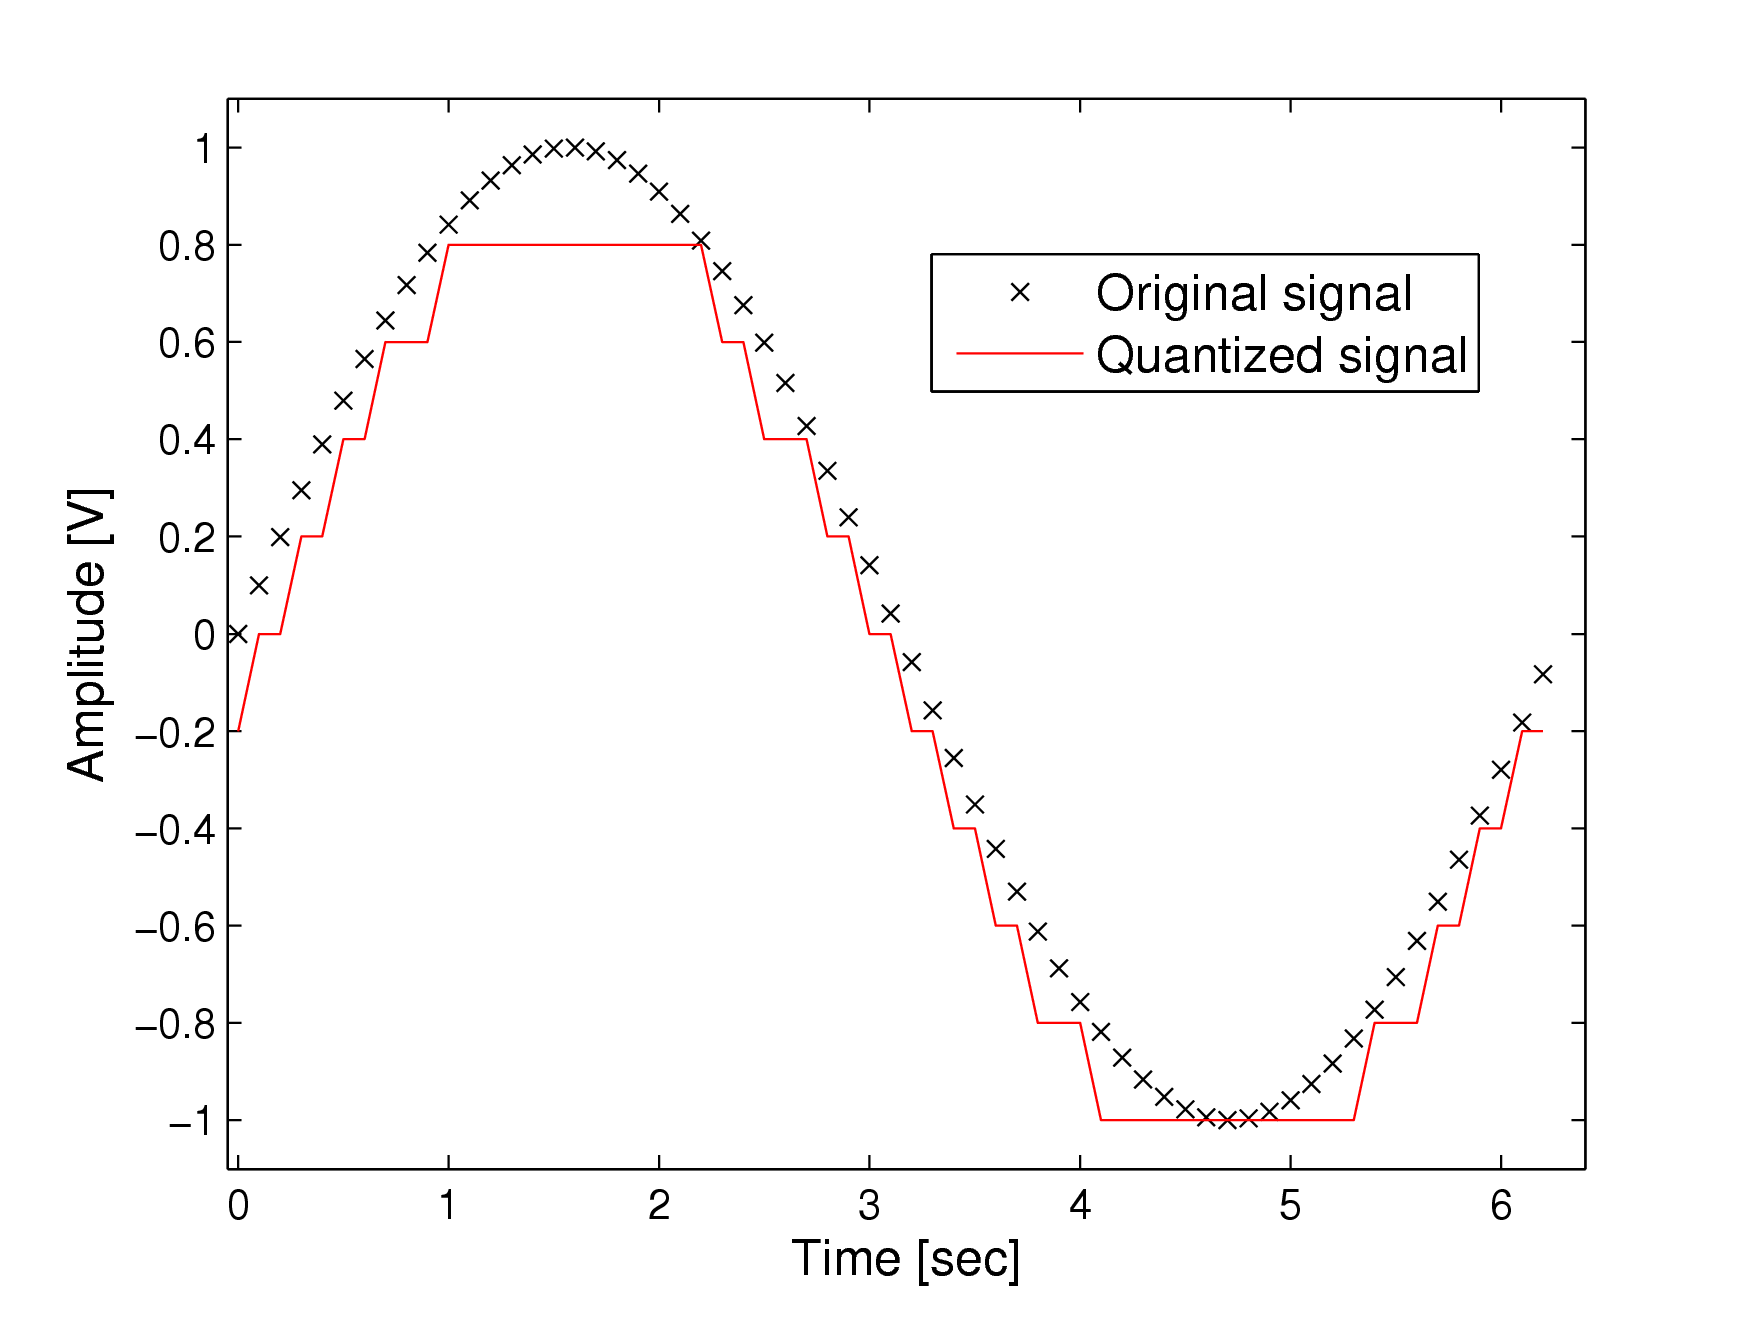 1
0.8
0.6
0.4
0.2
0
−0.2
−0.4
−0.6
−0.8
−1
Amplitude [V]
Original signal
Quantized signal
0 1 2 3 4 5 6
Time [sec]